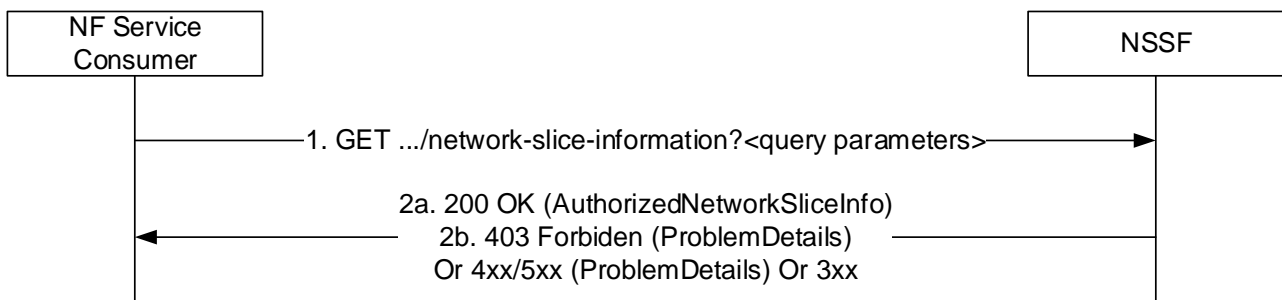 NF Service
Consumer
NSSF
1. GET .../network-slice-information?<query parameters>
2a. 200 OK (AuthorizedNetworkSliceInfo)
2b. 403 Forbiden (ProblemDetails)
Or 4xx/5xx (ProblemDetails) Or 3xx